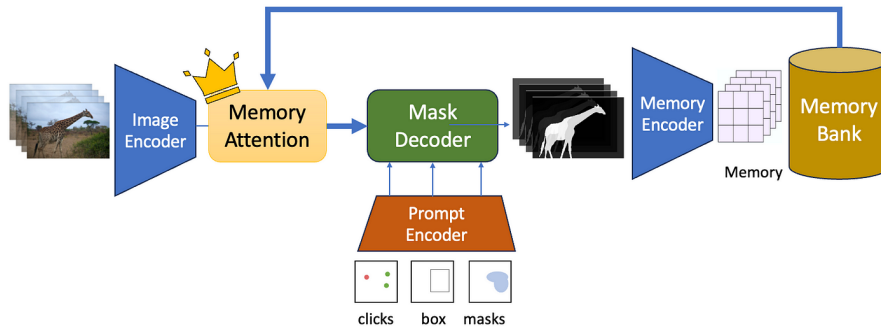 Image
Encoder
Memory
Attention
Mask
Decoder
Memory
Encoder
Memory
Memory
Bank
Prompt
Encoder
clicks
box
masks